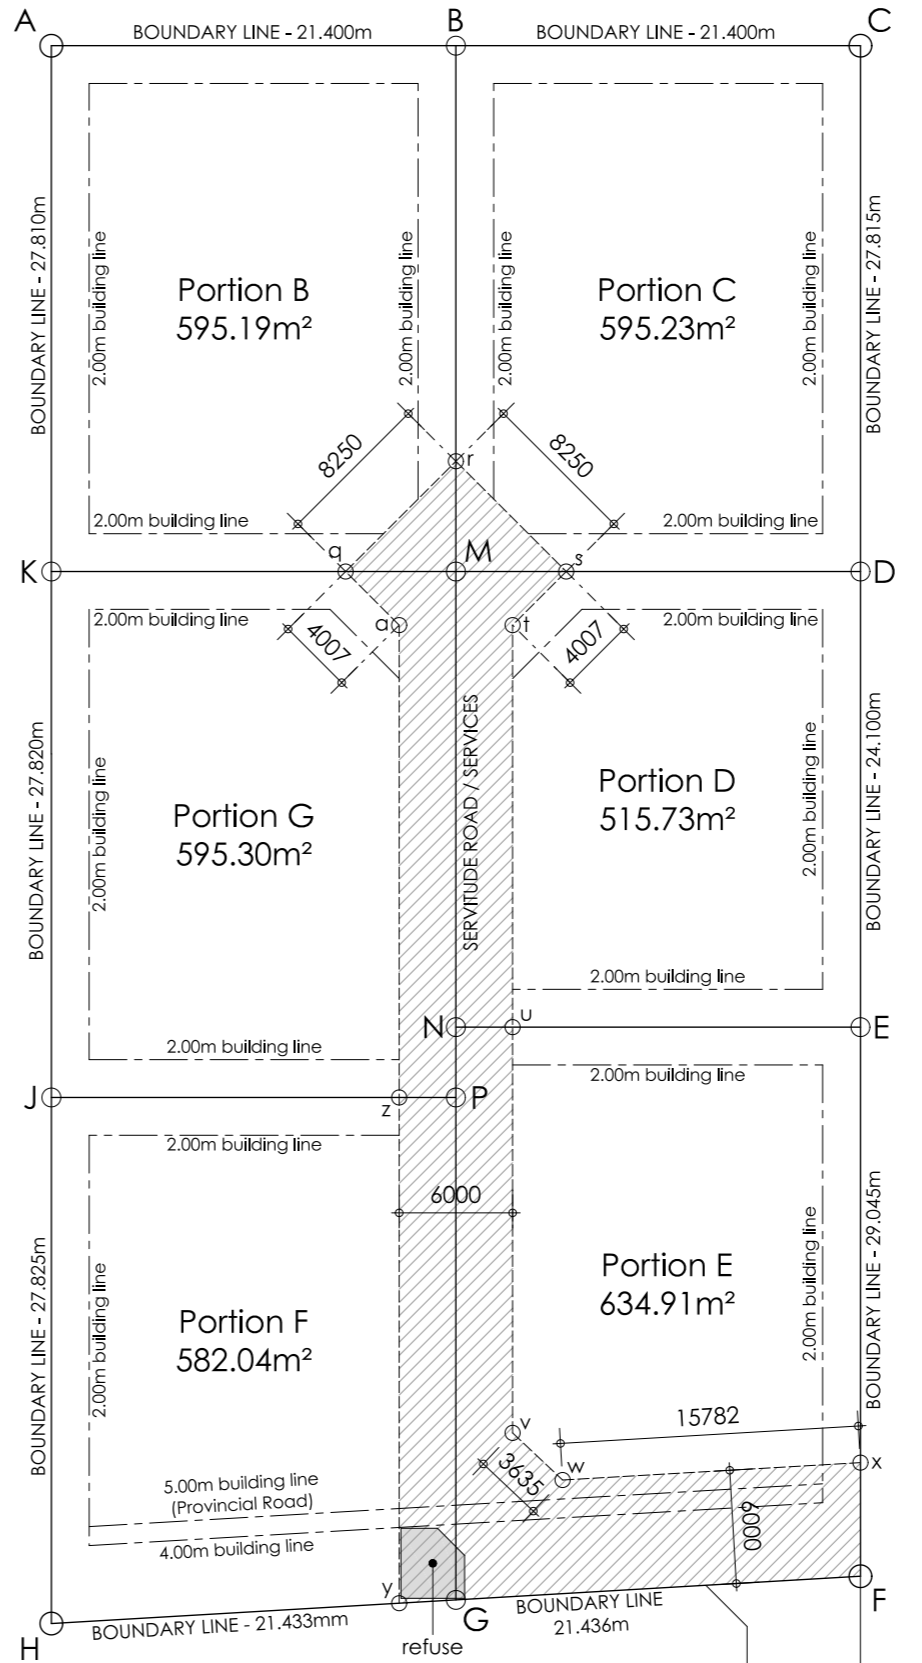 A
B
C
BOUNDARY LINE - 21.400m
BOUNDARY LINE - 21.400m
BOUNDARY LINE - 27.810m
2.00m building line
2.00m building line
2.00m building line
2.00m building line
BOUNDARY LINE - 27.815m
Portion B
595.19m²
Portion C
595.23m²
8250
8250
r
2.00m building line
2.00m building line
K
q
M
s
D
2.00m building line
2.00m building line
a
t
4007
4007
BOUNDARY LINE - 27.820m
2.00m building line
SERVITUDE ROAD / SERVICES
2.00m building line
BOUNDARY LINE - 24.100m
Portion G
595.30m²
Portion D
515.73m²
2.00m building line
N
u
E
2.00m building line
2.00m building line
J
z
P
2.00m building line
6000
BOUNDARY LINE - 27.825m
2.00m building line
2.00m building line
BOUNDARY LINE - 29.045m
Portion F
582.04m²
Portion E
634.91m²
15782
v
w
x
3635
5.00m building line
(Provincial Road)
6000
4.00m building line
y
G
F
H
BOUNDARY LINE - 21.433mm
BOUNDARY LINE
21.436m
refuse